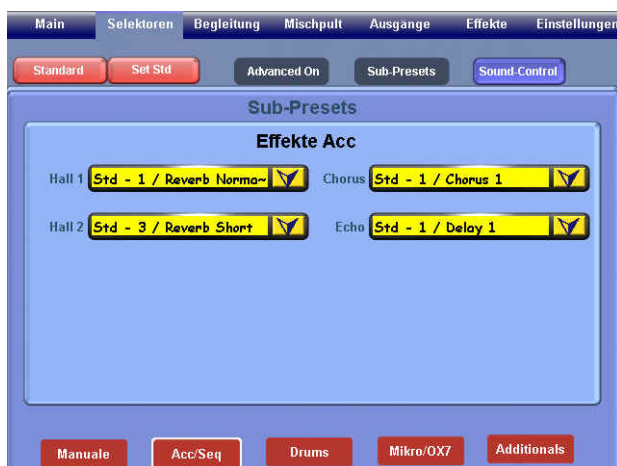 Main Selektoren Begleitung Mischpult Ausgänge Effekte Einstellungen
Standard Set Std Advanced On Sub-Presets Sound-Control
Sub-Presets
Effekte Acc
Hall 1 Std - 1 / Reverb Norma~ Chorus Std - 1 / Chorus 1
Hall 2 Std - 3 / Reverb Short Echo Std - 1 / Delay 1
Manuale Acc/Seq Drums Mikro/OX7 Additionals